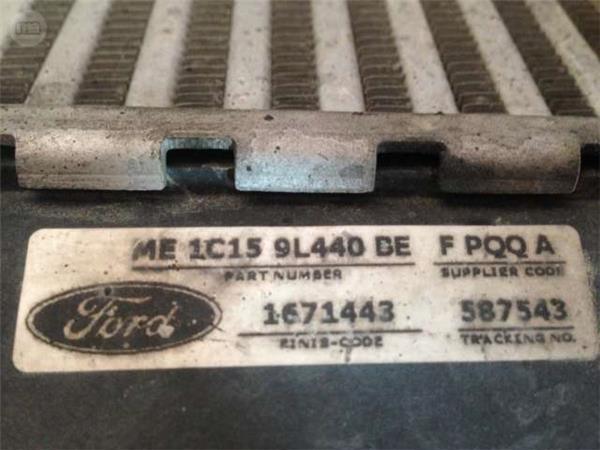 ME 1C15 9L440 BE F PQQ A
PART NUMBER SUPPLIER CODE
Ford 1671443 587543
FINIS-CODE TRACKING NO.